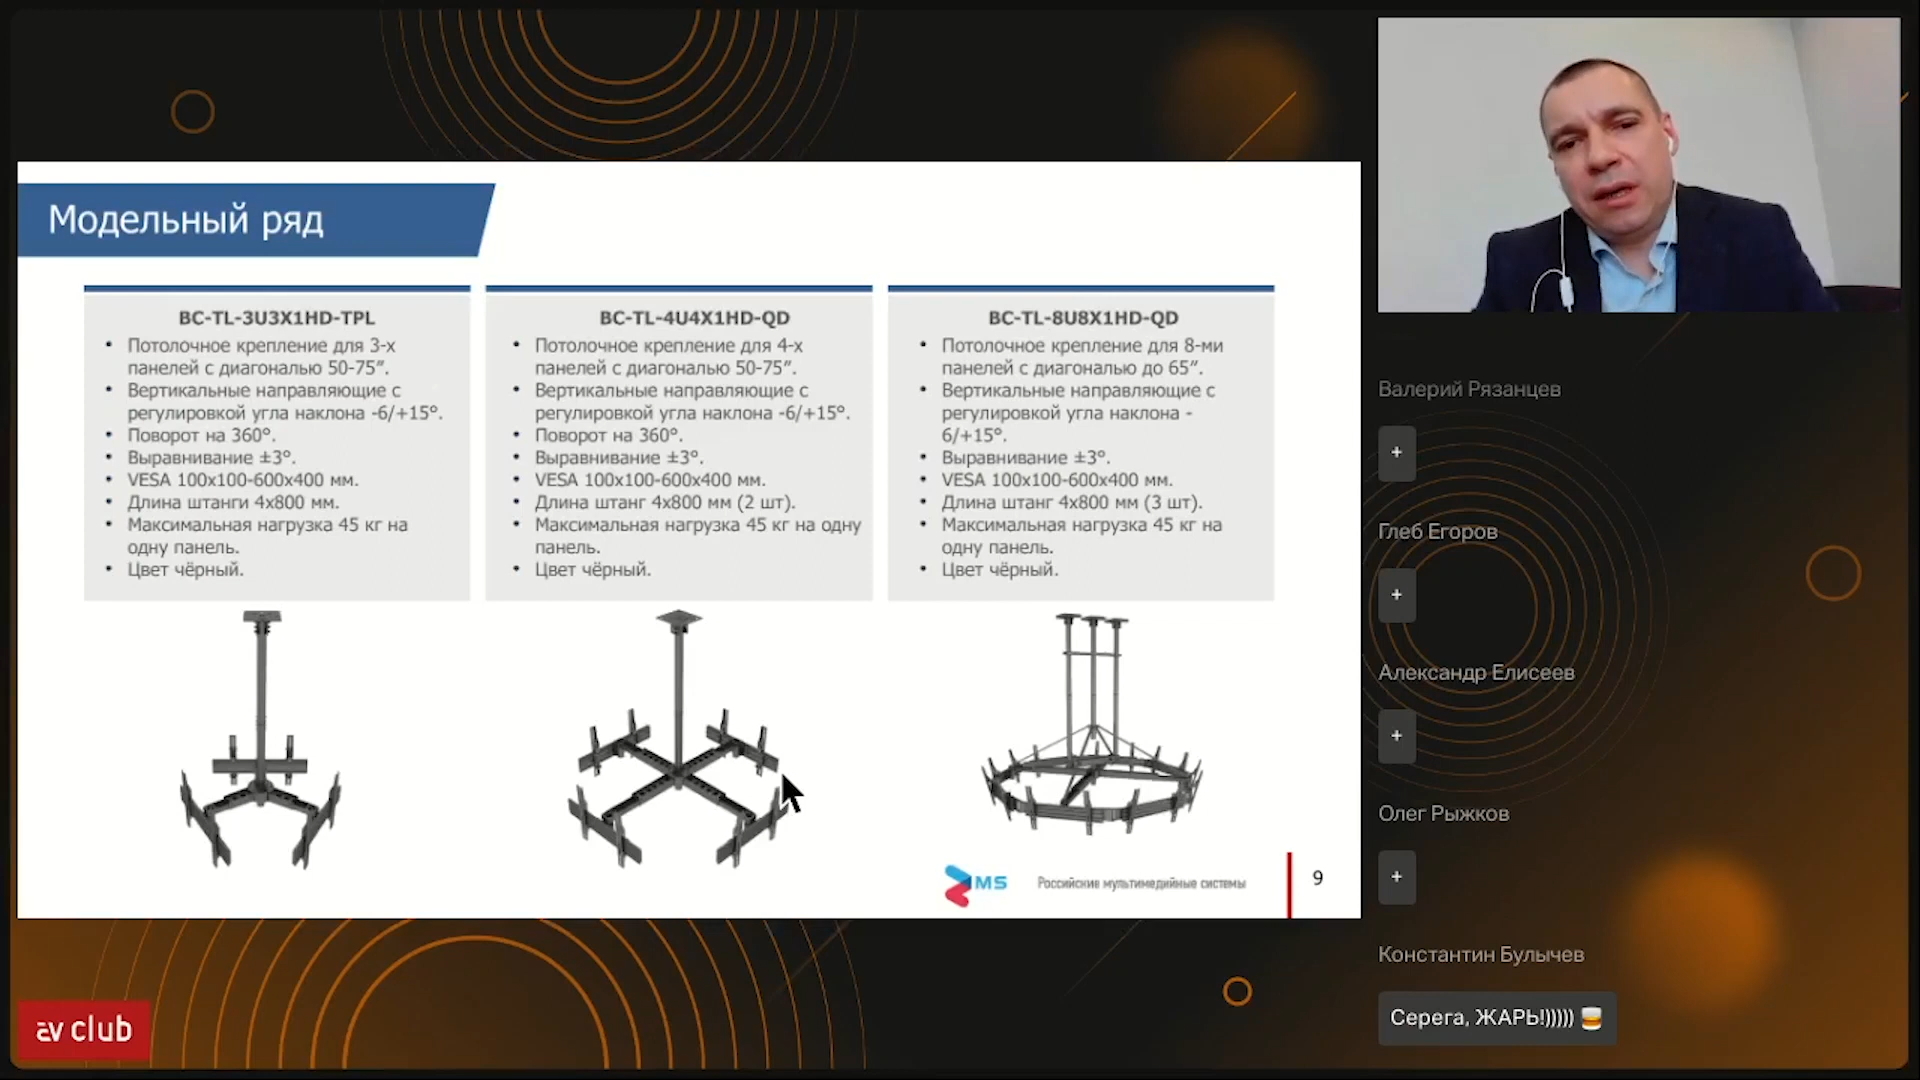 Модельный ряд
BC-TL-3U3X1HD-TPL
• Потолочное крепление для 3-х
панелей с диагональю 50-75″.
• Вертикальные направляющие с
регулировкой угла наклона -6/+15°.
• Поворот на 360°.
• Выравнивание ±3°.
• VESA 100x100-600x400 мм.
• Длина штанги 4x800 мм.
• Максимальная нагрузка 45 кг на
одну панель.
• Цвет чёрный.
BC-TL-4U4X1HD-QD
• Потолочное крепление для 4-х
панелей с диагональю 50-75″.
• Вертикальные направляющие с
регулировкой угла наклона -6/+15°.
• Поворот на 360°.
• Выравнивание ±3°.
• VESA 100x100-600x400 мм.
• Длина штанг 4x800 мм (2 шт).
• Максимальная нагрузка 45 кг на одну
панель.
• Цвет чёрный.
BC-TL-8U8X1HD-QD
• Потолочное крепление для 8-ми
панелей с диагональю до 65″.
• Вертикальные направляющие с
регулировкой угла наклона -
6/+15°.
• Выравнивание ±3°.
• VESA 100x100-600x400 мм.
• Длина штанг 4x800 мм (3 шт).
• Максимальная нагрузка 45 кг на
одну панель.
• Цвет чёрный.
MS
Российские мультимедийные системы
9
av club
Валерий Рязанцев
+
Глеб Егоров
+
Александр Елисеев
+
Олег Рыжков
+
Константин Булычев
Серега, ЖАРЬ!))))) 🥃